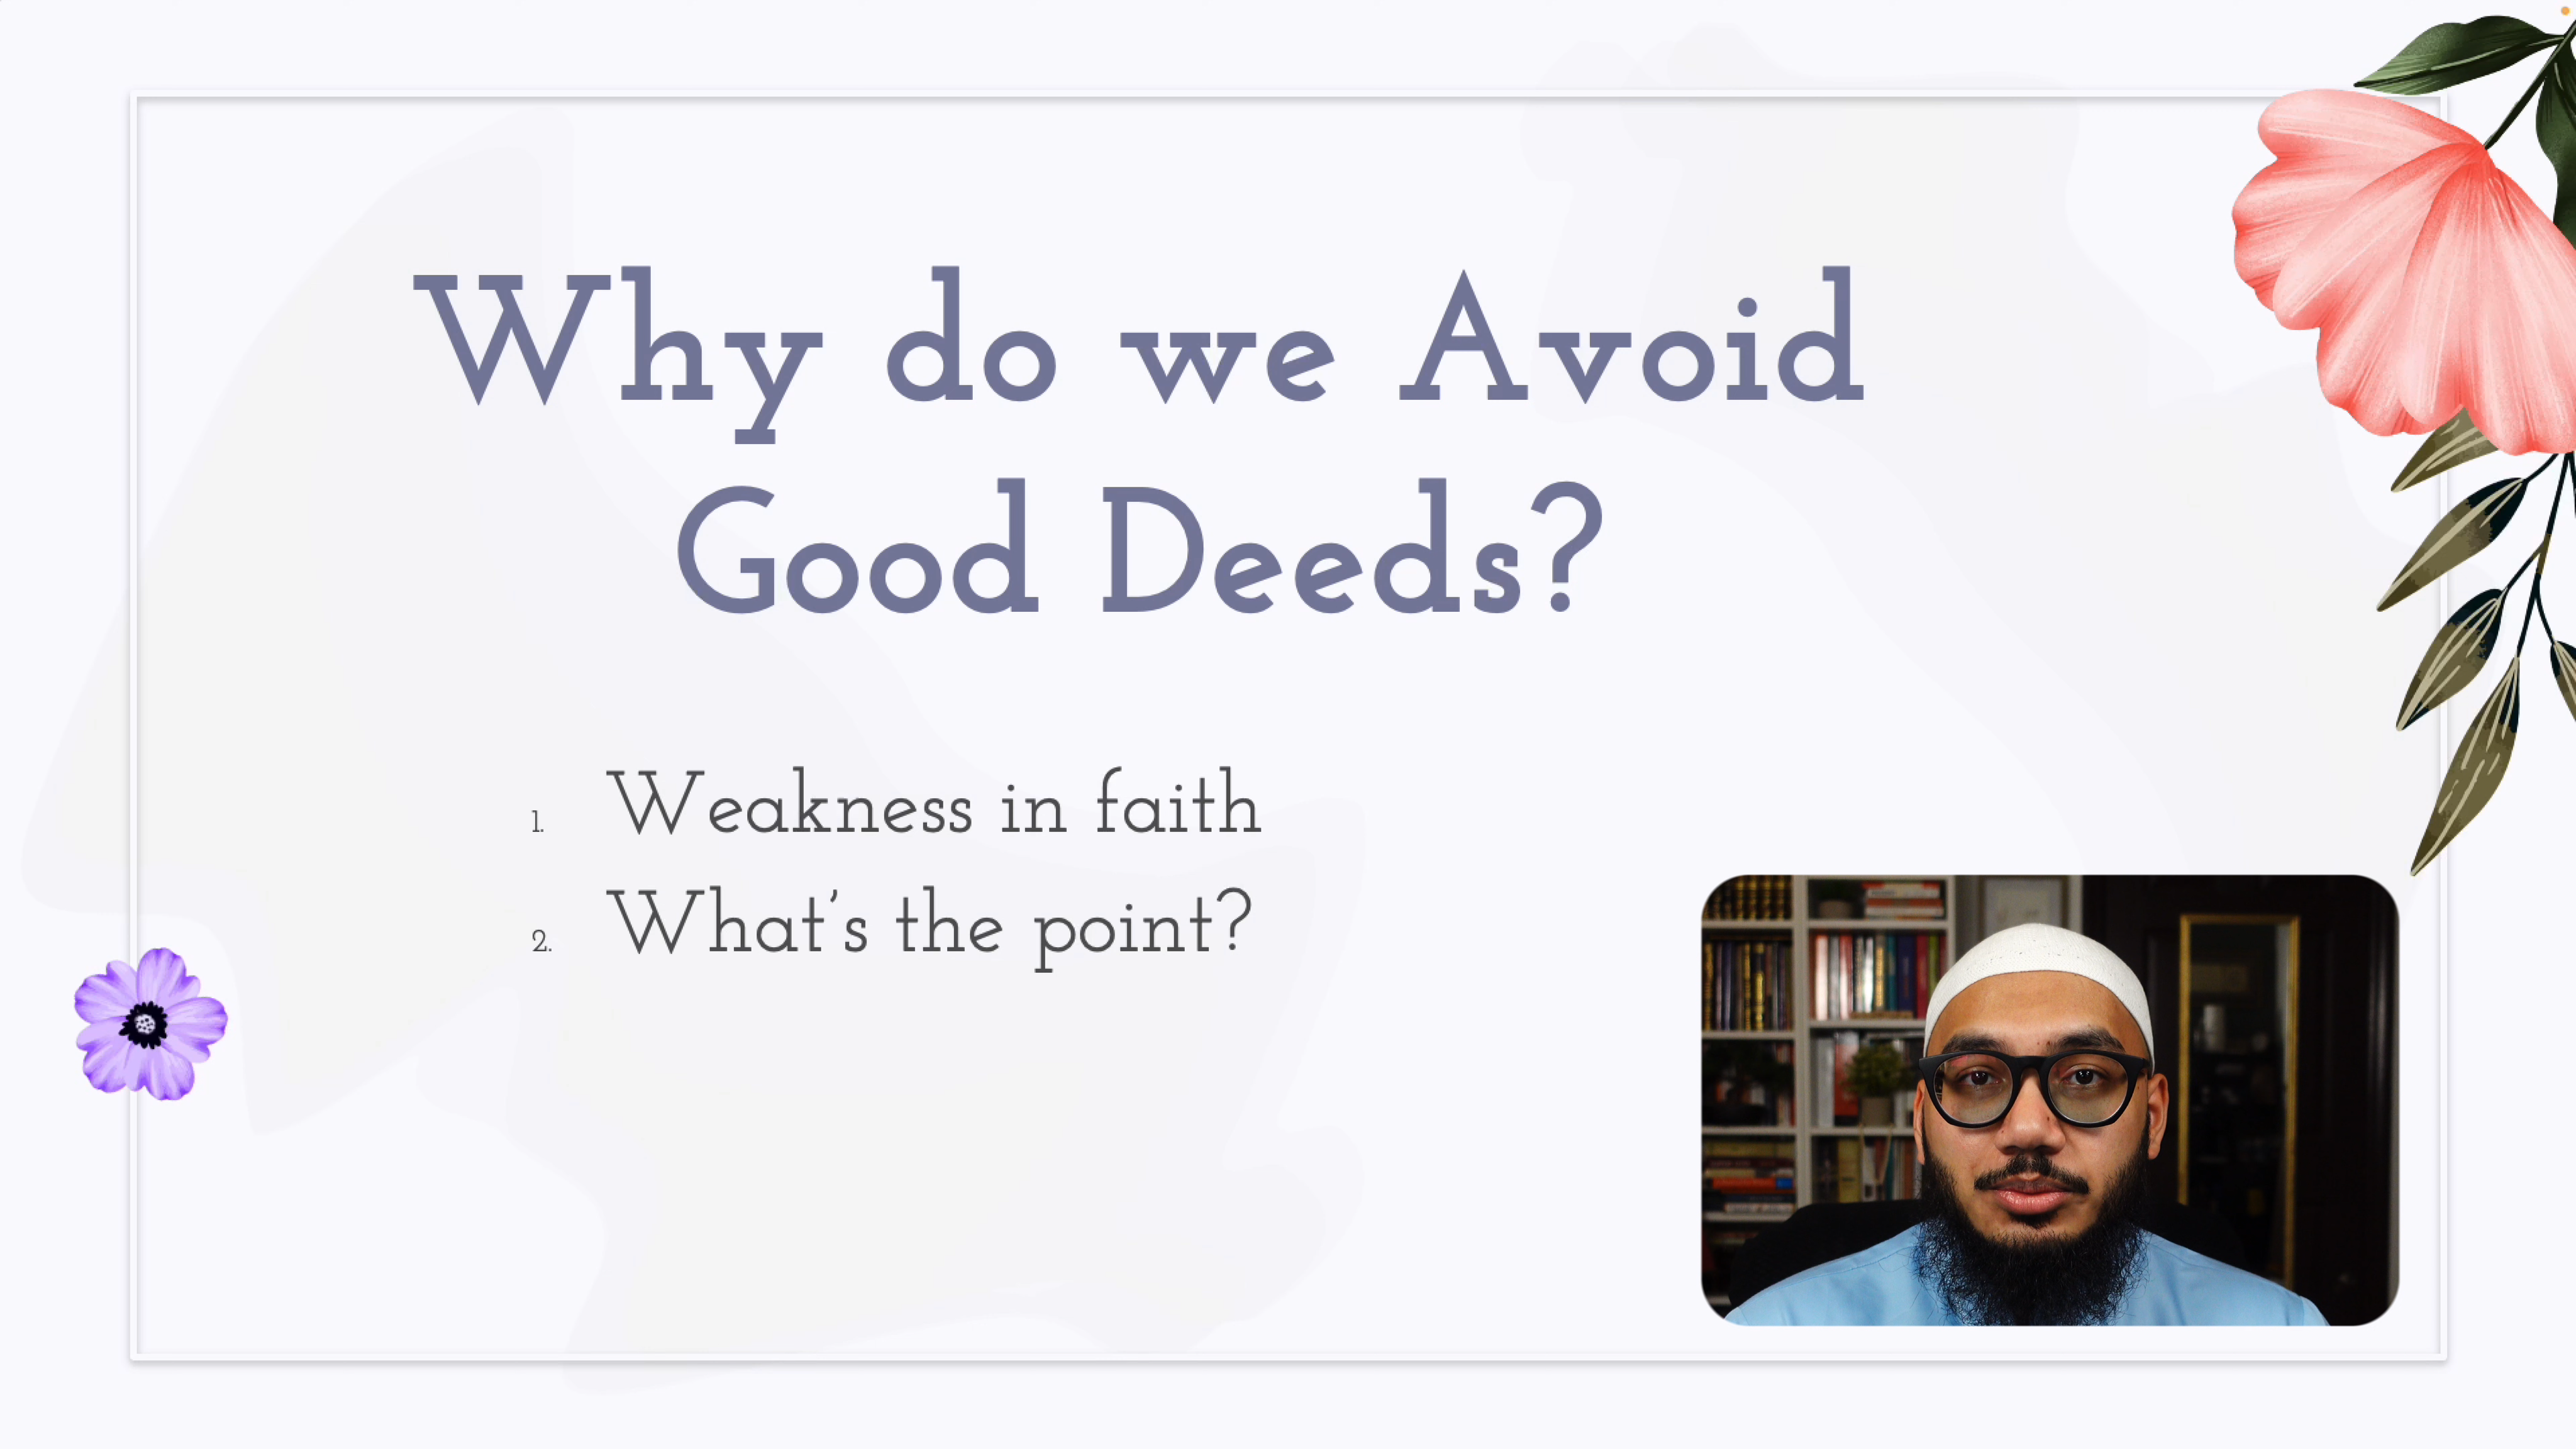 Why do we Avoid
Good Deeds?
1. Weakness in faith
2. What's the point?